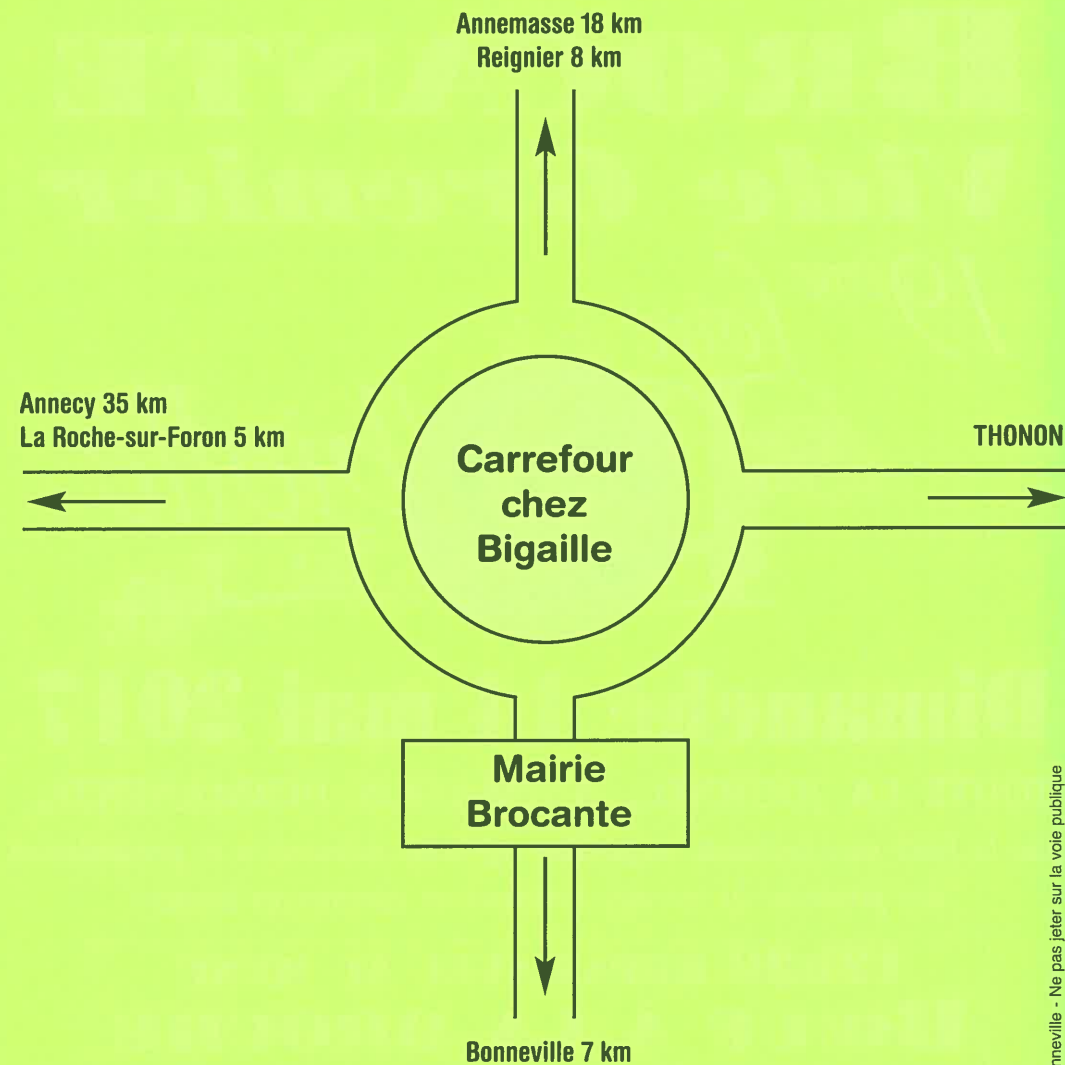 Annemasse 18 km
Reignier 8 km
Annecy 35 km
La Roche-sur-Foron 5 km
THONON
Carrefour
chez
Bigaille
Mairie
Brocante
Bonneville 7 km
- Ne pas jeter sur la voie publique